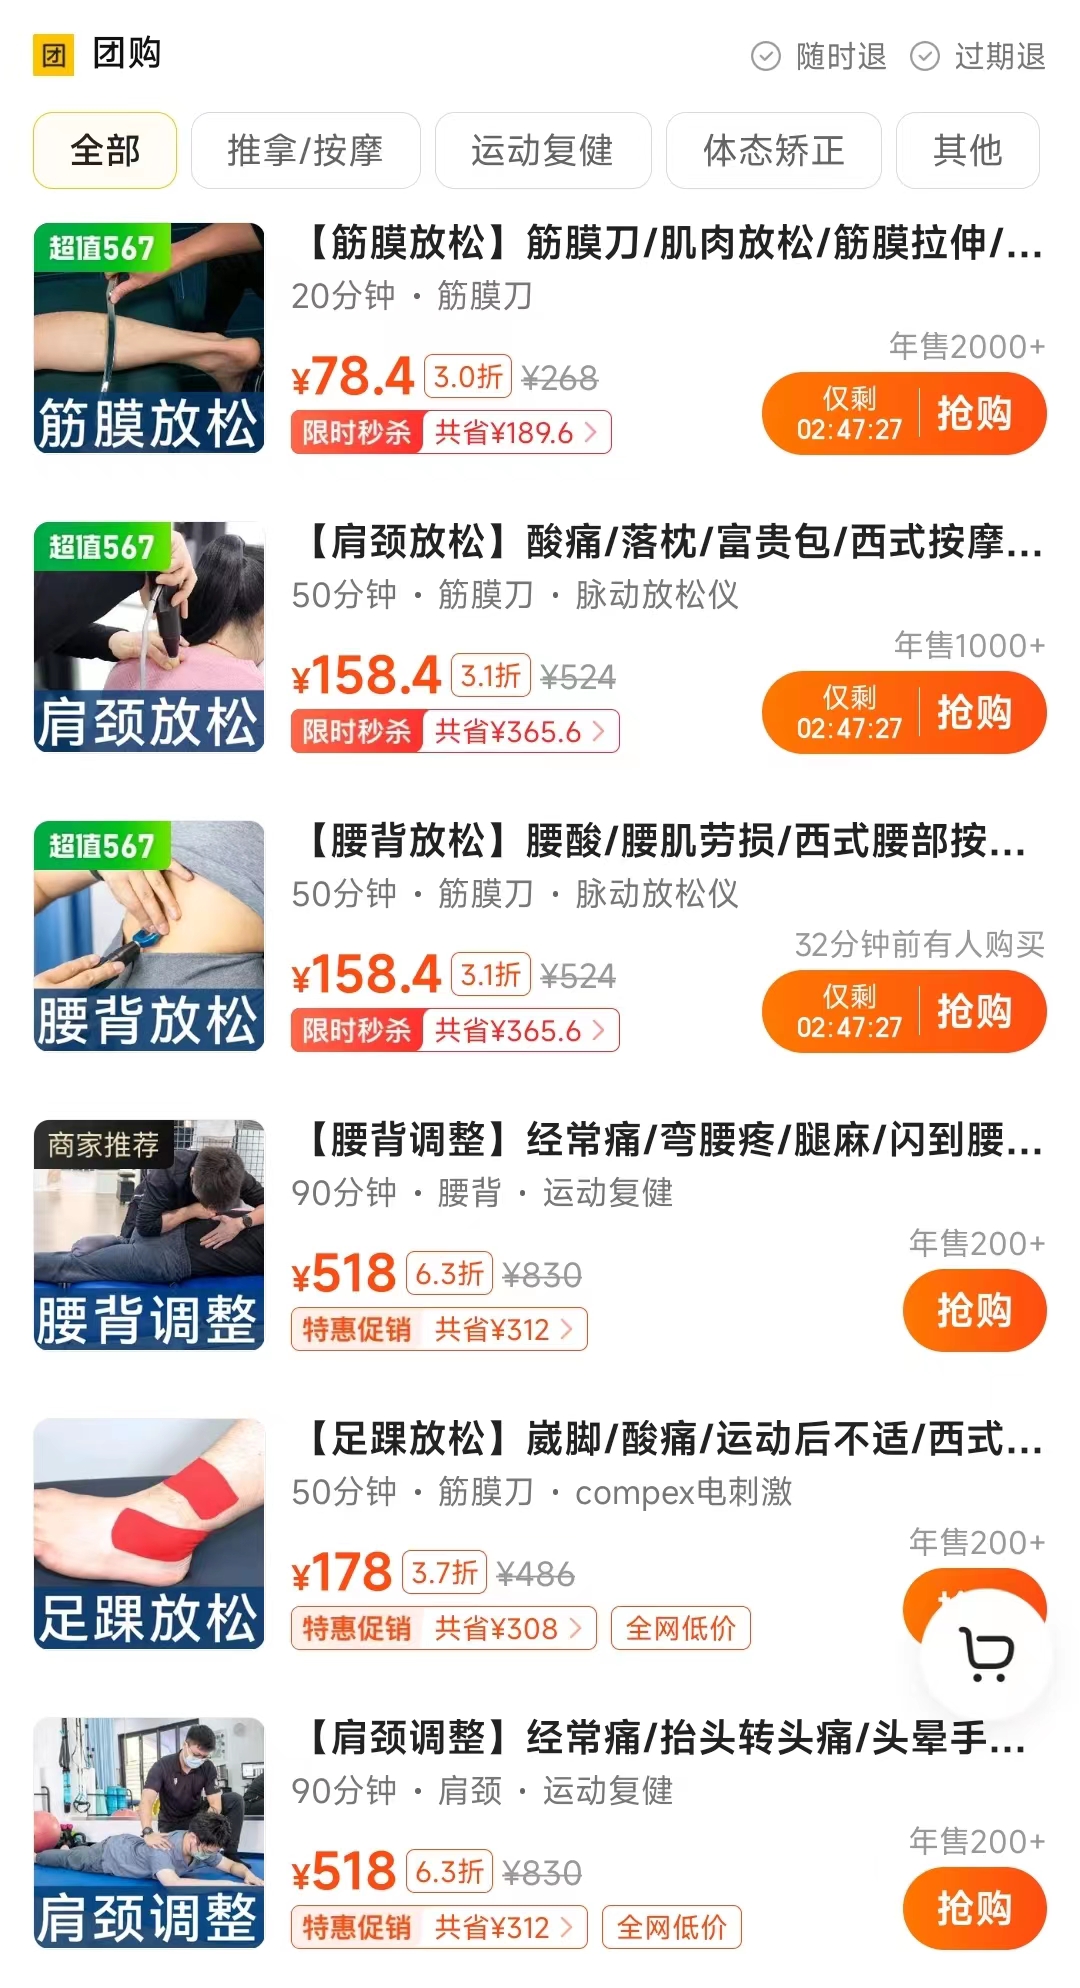 团 团购 随时退 过期退
全部 推拿/按摩 运动复健 体态矫正 其他
超值567
筋膜放松
【筋膜放松】筋膜刀/肌肉放松/筋膜拉伸/...
20分钟 · 筋膜刀
年售2000+
¥78.4 3.0折 ¥268
限时秒杀 共省¥189.6 >
仅剩
02:47:27
抢购
超值567
肩颈放松
【肩颈放松】酸痛/落枕/富贵包/西式按摩...
50分钟 · 筋膜刀 · 脉动放松仪
年售1000+
¥158.4 3.1折 ¥524
限时秒杀 共省¥365.6 >
仅剩
02:47:27
抢购
超值567
腰背放松
【腰背放松】腰酸/腰肌劳损/西式腰部按...
50分钟 · 筋膜刀 · 脉动放松仪
32分钟前有人购买
¥158.4 3.1折 ¥524
限时秒杀 共省¥365.6 >
仅剩
02:47:27
抢购
商家推荐
腰背调整
【腰背调整】经常痛/弯腰疼/腿麻/闪到腰...
90分钟 · 腰背 · 运动复健
年售200+
¥518 6.3折 ¥830
特惠促销 共省¥312 >
抢购
足踝放松
【足踝放松】崴脚/酸痛/运动后不适/西式...
50分钟 · 筋膜刀 · compex电刺激
年售200+
¥178 3.7折 ¥486
特惠促销 共省¥308 > 全网低价
肩颈调整
【肩颈调整】经常痛/抬头转头痛/头晕手...
90分钟 · 肩颈 · 运动复健
年售200+
¥518 6.3折 ¥830
特惠促销 共省¥312 > 全网低价
抢购